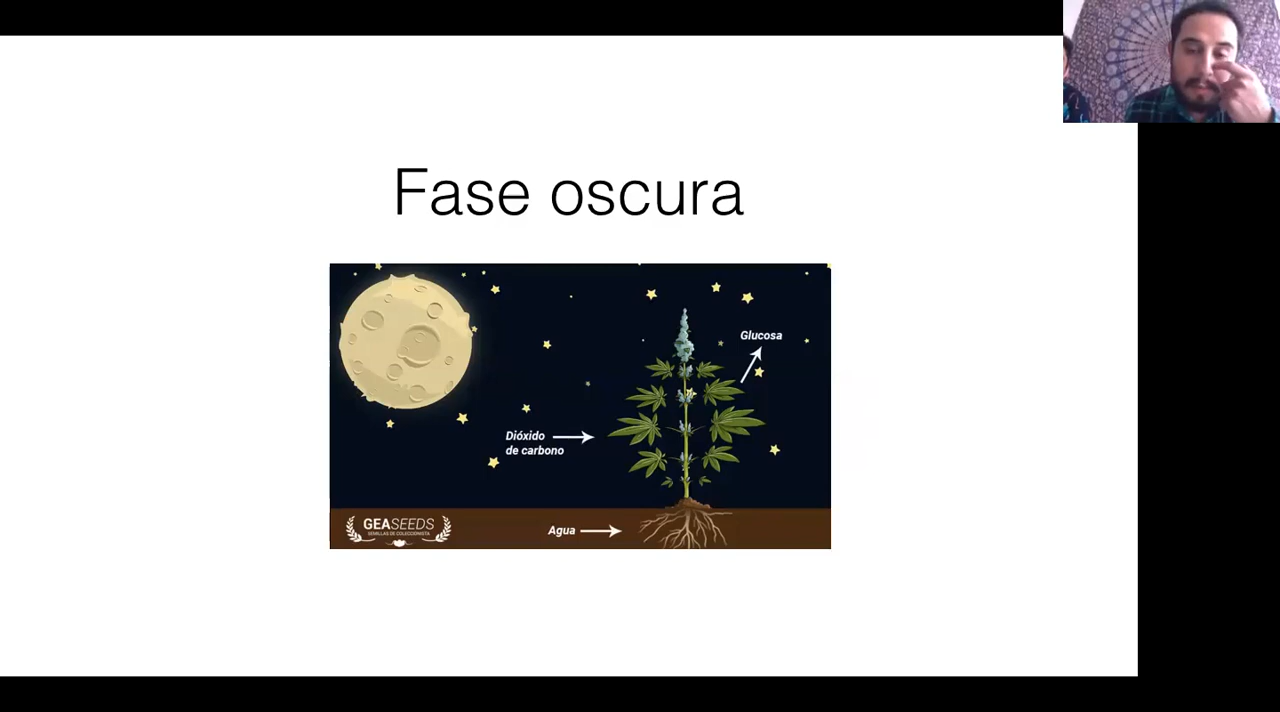 Fase oscura
Glucosa
Dióxido
de carbono
Agua
GEASEEDS
SEMILLAS DE COLECCIONISTA